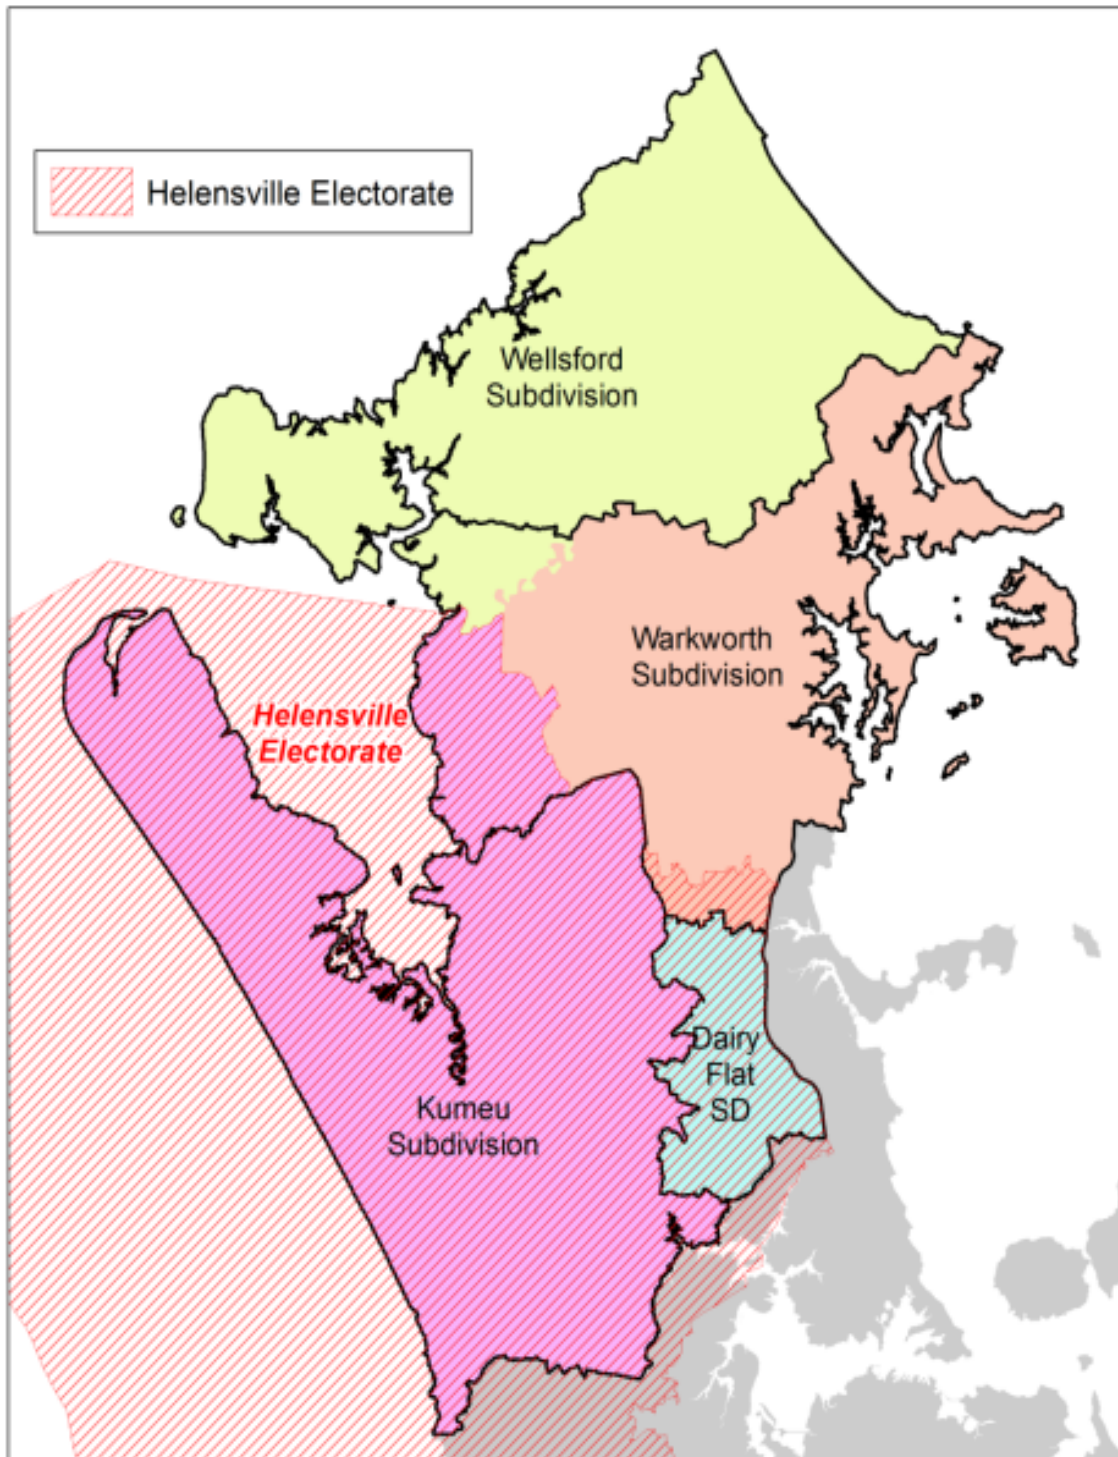 Helensville Electorate
Wellsford
Subdivision
Warkworth
Subdivision
Helensville
Electorate
Dairy
Flat
SD
Kumeu
Subdivision